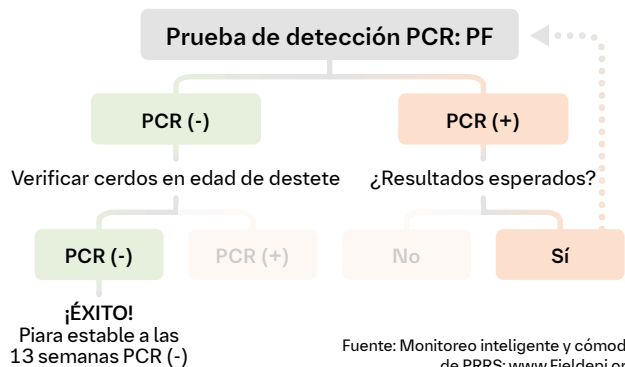 Prueba de detección PCR: PF
PCR (-)
PCR (+)
Verificar cerdos en edad de destete
¿Resultados esperados?
PCR (-)
PCR (+)
No
Sí
¡ÉXITO!
Piara estable a las
13 semanas PCR (-)
Fuente: Monitoreo inteligente y cómod
de PRRS: www.Fieldepi.or